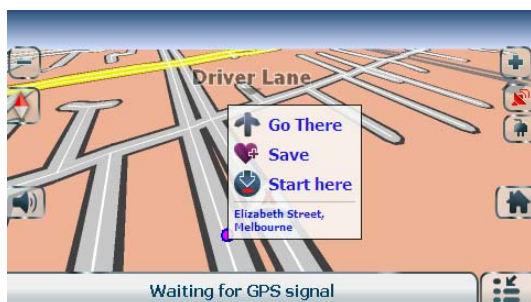 Driver Lane
Go There
Save
Start here
Elizabeth Street,
Melbourne
Waiting for GPS signal